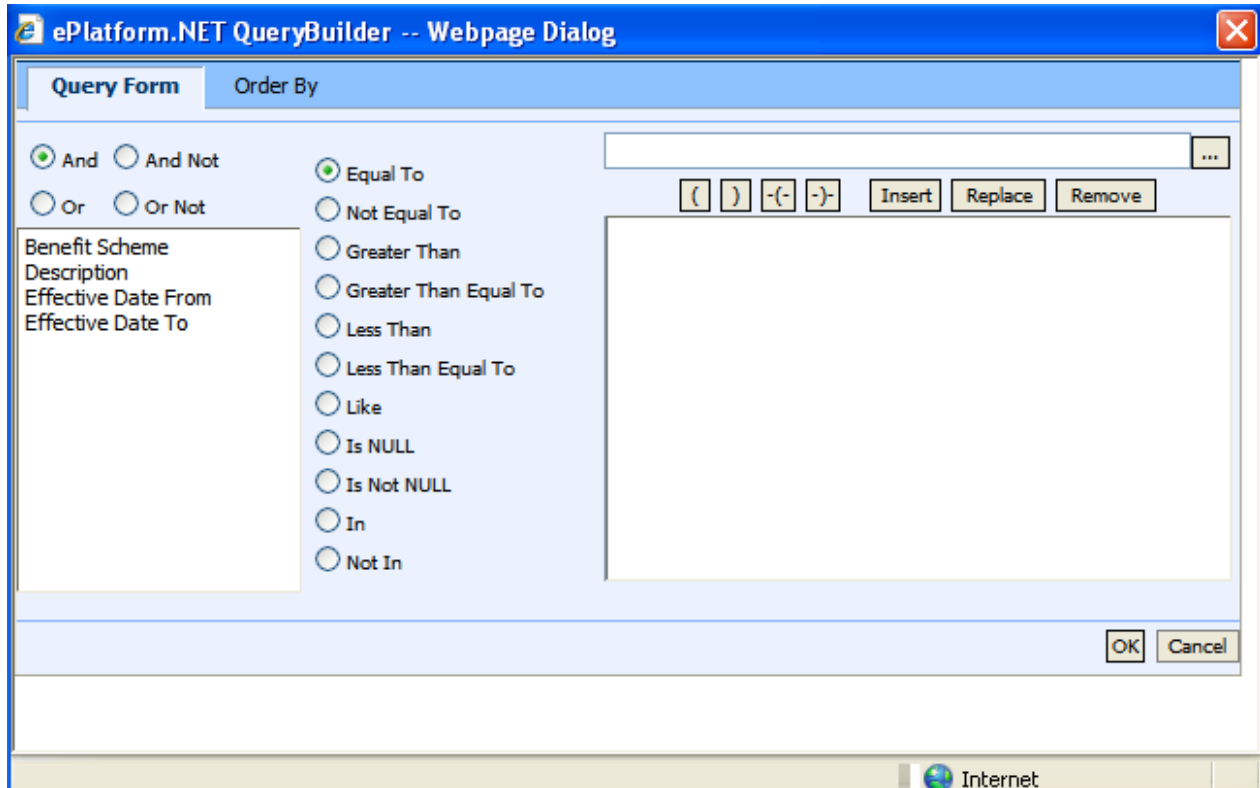 ePlatform.NET QueryBuilder -- Webpage Dialog
Query Form Order By
And And Not
Or Or Not
Benefit Scheme
Description
Effective Date From
Effective Date To
Equal To
Not Equal To
Greater Than
Greater Than Equal To
Less Than
Less Than Equal To
Like
Is NULL
Is Not NULL
In
Not In
...
( ) -(- -)- Insert Replace Remove
OK Cancel
Internet